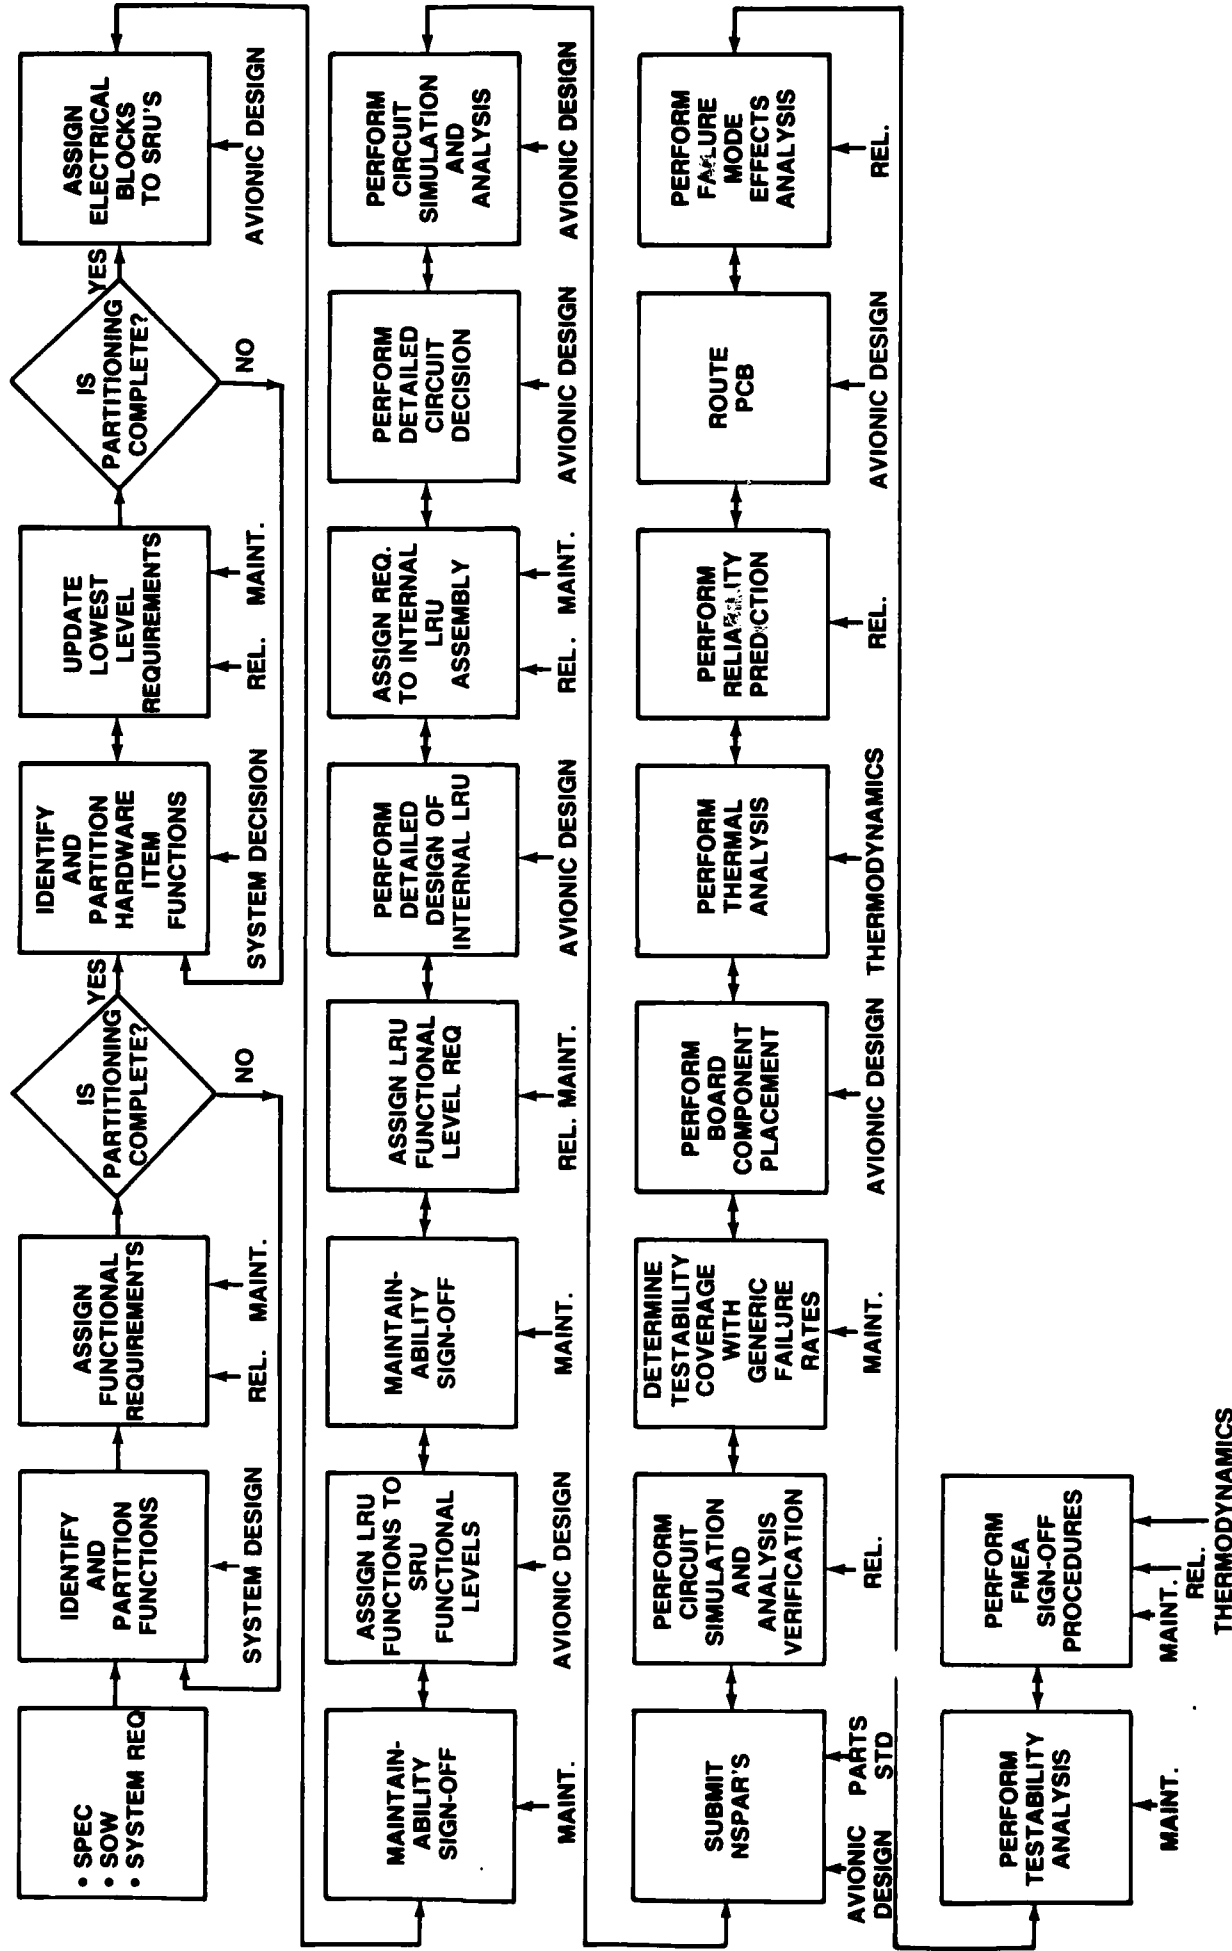 • SPEC
• SOW
• SYSTEM REQ
IDENTIFY
AND
PARTITION
FUNCTIONS
SYSTEM DESIGN
ASSIGN
FUNCTIONAL
REQUIREMENTS
REL.
MAINT.
IS
PARTITIONING
COMPLETE?
YES
NO
IDENTIFY
AND
PARTITION
HARDWARE
ITEM
FUNCTIONS
SYSTEM DECISION
UPDATE
LOWEST
LEVEL
REQUIREMENTS
REL.
MAINT.
IS
PARTITIONING
COMPLETE?
YES
NO
ASSIGN
ELECTRICAL
BLOCKS
TO SRU'S
AVIONIC DESIGN
MAINTAIN-
ABILITY
SIGN-OFF
MAINT.
ASSIGN LRU
FUNCTIONS TO
SRU
FUNCTIONAL
LEVELS
AVIONIC DESIGN
MAINTAIN-
ABILITY
SIGN-OFF
MAINT.
ASSIGN LRU
FUNCTIONAL
LEVEL REQ
REL. MAINT.
PERFORM
DETAILED
DESIGN OF
INTERNAL LRU
AVIONIC DESIGN
ASSIGN REQ.
TO INTERNAL
LRU
ASSEMBLY
REL.
MAINT.
PERFORM
DETAILED
CIRCUIT
DECISION
AVIONIC DESIGN
PERFORM
CIRCUIT
SIMULATION
AND
ANALYSIS
AVIONIC DESIGN
SUBMIT
NSPAR'S
AVIONIC
DESIGN
PARTS
STD
PERFORM
CIRCUIT
SIMULATION
AND
ANALYSIS
VERIFICATION
REL.
DETERMINE
TESTABILITY
COVERAGE
WITH
GENERIC
FAILURE
RATES
MAINT.
PERFORM
BOARD
COMPONENT
PLACEMENT
AVIONIC DESIGN
PERFORM
THERMAL
ANALYSIS
THERMODYNAMICS
PERFORM
RELIABILITY
PREDICTION
REL.
ROUTE
PCB
AVIONIC DESIGN
PERFORM
FAILURE
MODE
EFFECTS
ANALYSIS
REL.
PERFORM
TESTABILITY
ANALYSIS
MAINT.
PERFORM
FMEA
SIGN-OFF
PROCEDURES
MAINT.
REL.
THERMODYNAMICS